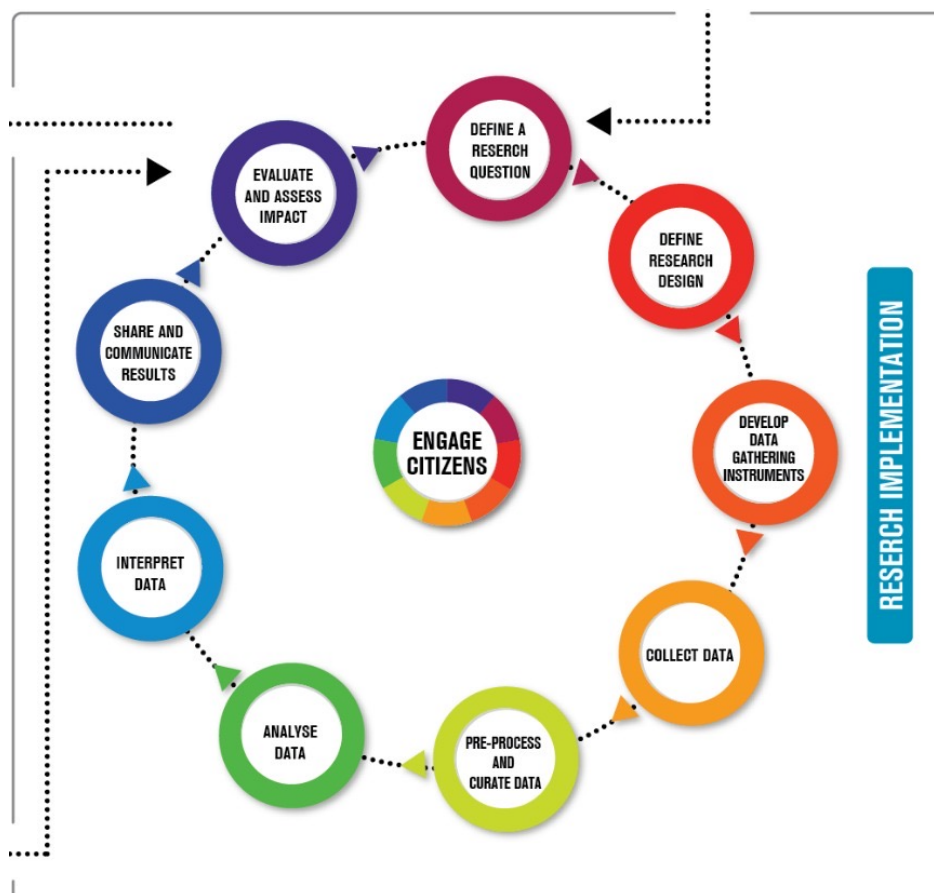 DEFINE A
RESERCH
QUESTION
DEFINE
RESEARCH
DESIGN
DEVELOP
DATA
GATHERING
INSTRUMENTS
COLLECT DATA
PRE-PROCESS
AND
CURATE DATA
ANALYSE
DATA
INTERPRET
DATA
SHARE AND
COMMUNICATE
RESULTS
EVALUATE
AND ASSESS
IMPACT
ENGAGE
CITIZENS
RESERCH IMPLEMENTATION